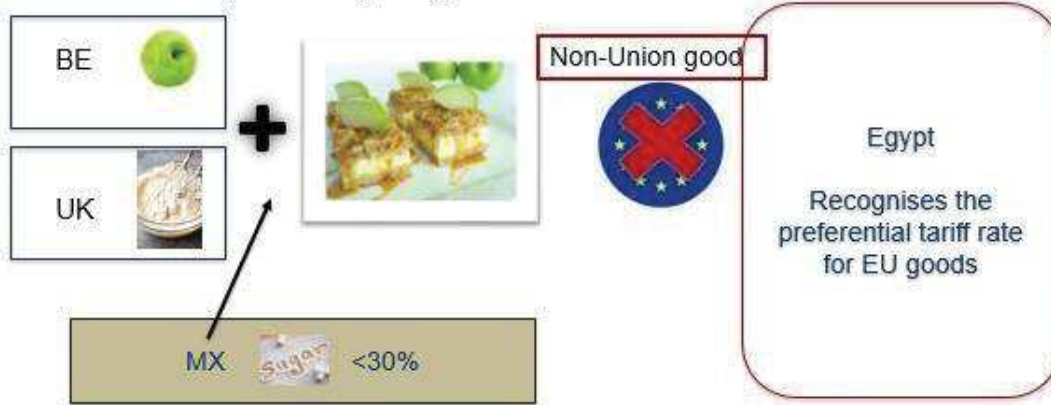 BE
UK
Non-Union good
Egypt
Recognises the
preferential tariff rate
for EU goods
MX
Sugar
<30%